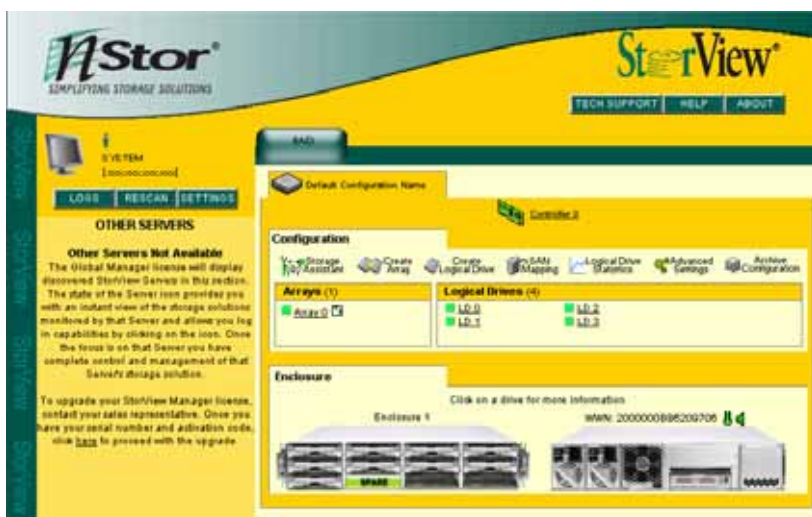 nStor®
SIMPLIFYING STORAGE SOLUTIONS
StorView®
TECH SUPPORT HELP ABOUT
StorView StorView StorView StorView
SYSTEM
LOGS RESCAN SETTINGS
OTHER SERVERS
Other Servers Not Available
The Global Manager license will display
discovered StorView Servers in this section.
The state of the Server icon provides you
with an instant view of the storage solutions
monitored by that Server and allows you log
in capabilities by clicking on the icon. Once
the focus is on that Server you have
complete control and management of that
Server's storage solution.
To upgrade your StorView Manager license,
contact your sales representative. Once you
have your serial number and activation code,
click here to proceed with the upgrade
RAID
Default Configuration Name
Controller 0
Configuration
Storage Assistant
Create Array
Create Logical Drive
SAN Mapping
Logical Drive Statistics
Advanced Settings
Archive Configuration
Arrays (1)
Array 0
Logical Drives (4)
LD 0 LD 2
LD 1 LD 3
Enclosure
Click on a drive for more information
Enclosure 1
WWN: 2000000896209706
SPARE